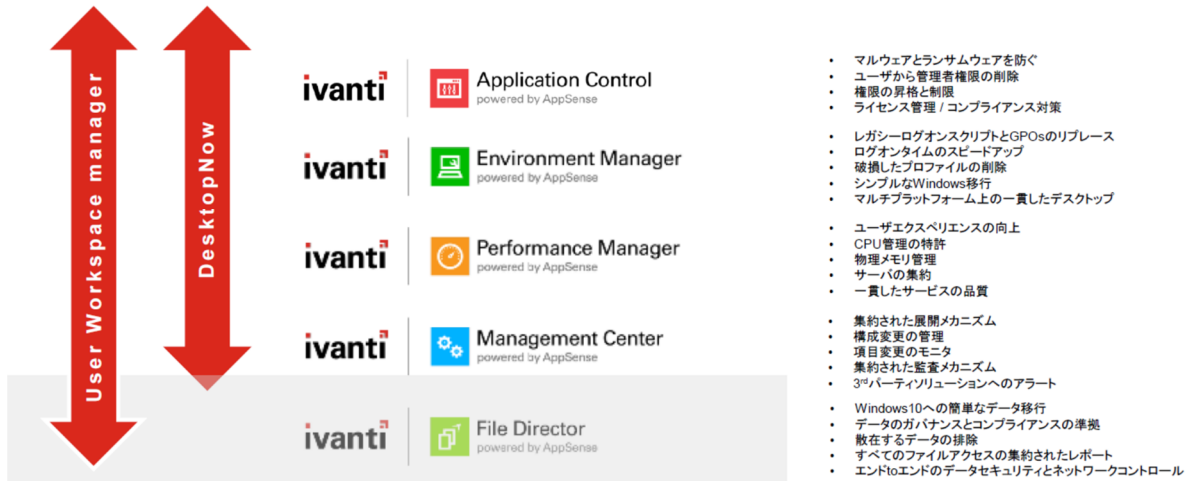 User Workspace manager
DesktopNow
ivanti
Application Control
powered by AppSense
• マルウェアとランサムウェアを防ぐ
• ユーザから管理者権限の削除
• 権限の昇格と制限
• ライセンス管理 / コンプライアンス対策
ivanti
Environment Manager
powered by AppSense
• レガシーログオンスクリプトとGPOsのリプレース
• ログオンタイムのスピードアップ
• 破損したプロファイルの削除
• シンプルなWindows移行
• マルチプラットフォーム上の一貫したデスクトップ
ivanti
Performance Manager
powered by AppSense
• ユーザエクスペリエンスの向上
• CPU管理の特許
• 物理メモリ管理
• サーバの集約
• 一貫したサービスの品質
ivanti
Management Center
powered by AppSense
• 集約された展開メカニズム
• 構成変更の管理
• 項目変更のモニタ
• 集約された監査メカニズム
• 3rdパーティソリューションへのアラート
ivanti
File Director
powered by AppSense
• Windows10への簡単なデータ移行
• データのガバナンスとコンプライアンスの準拠
• 散在するデータの排除
• すべてのファイルアクセスの集約されたレポート
• エンドtoエンドのデータセキュリティとネットワークコントロール